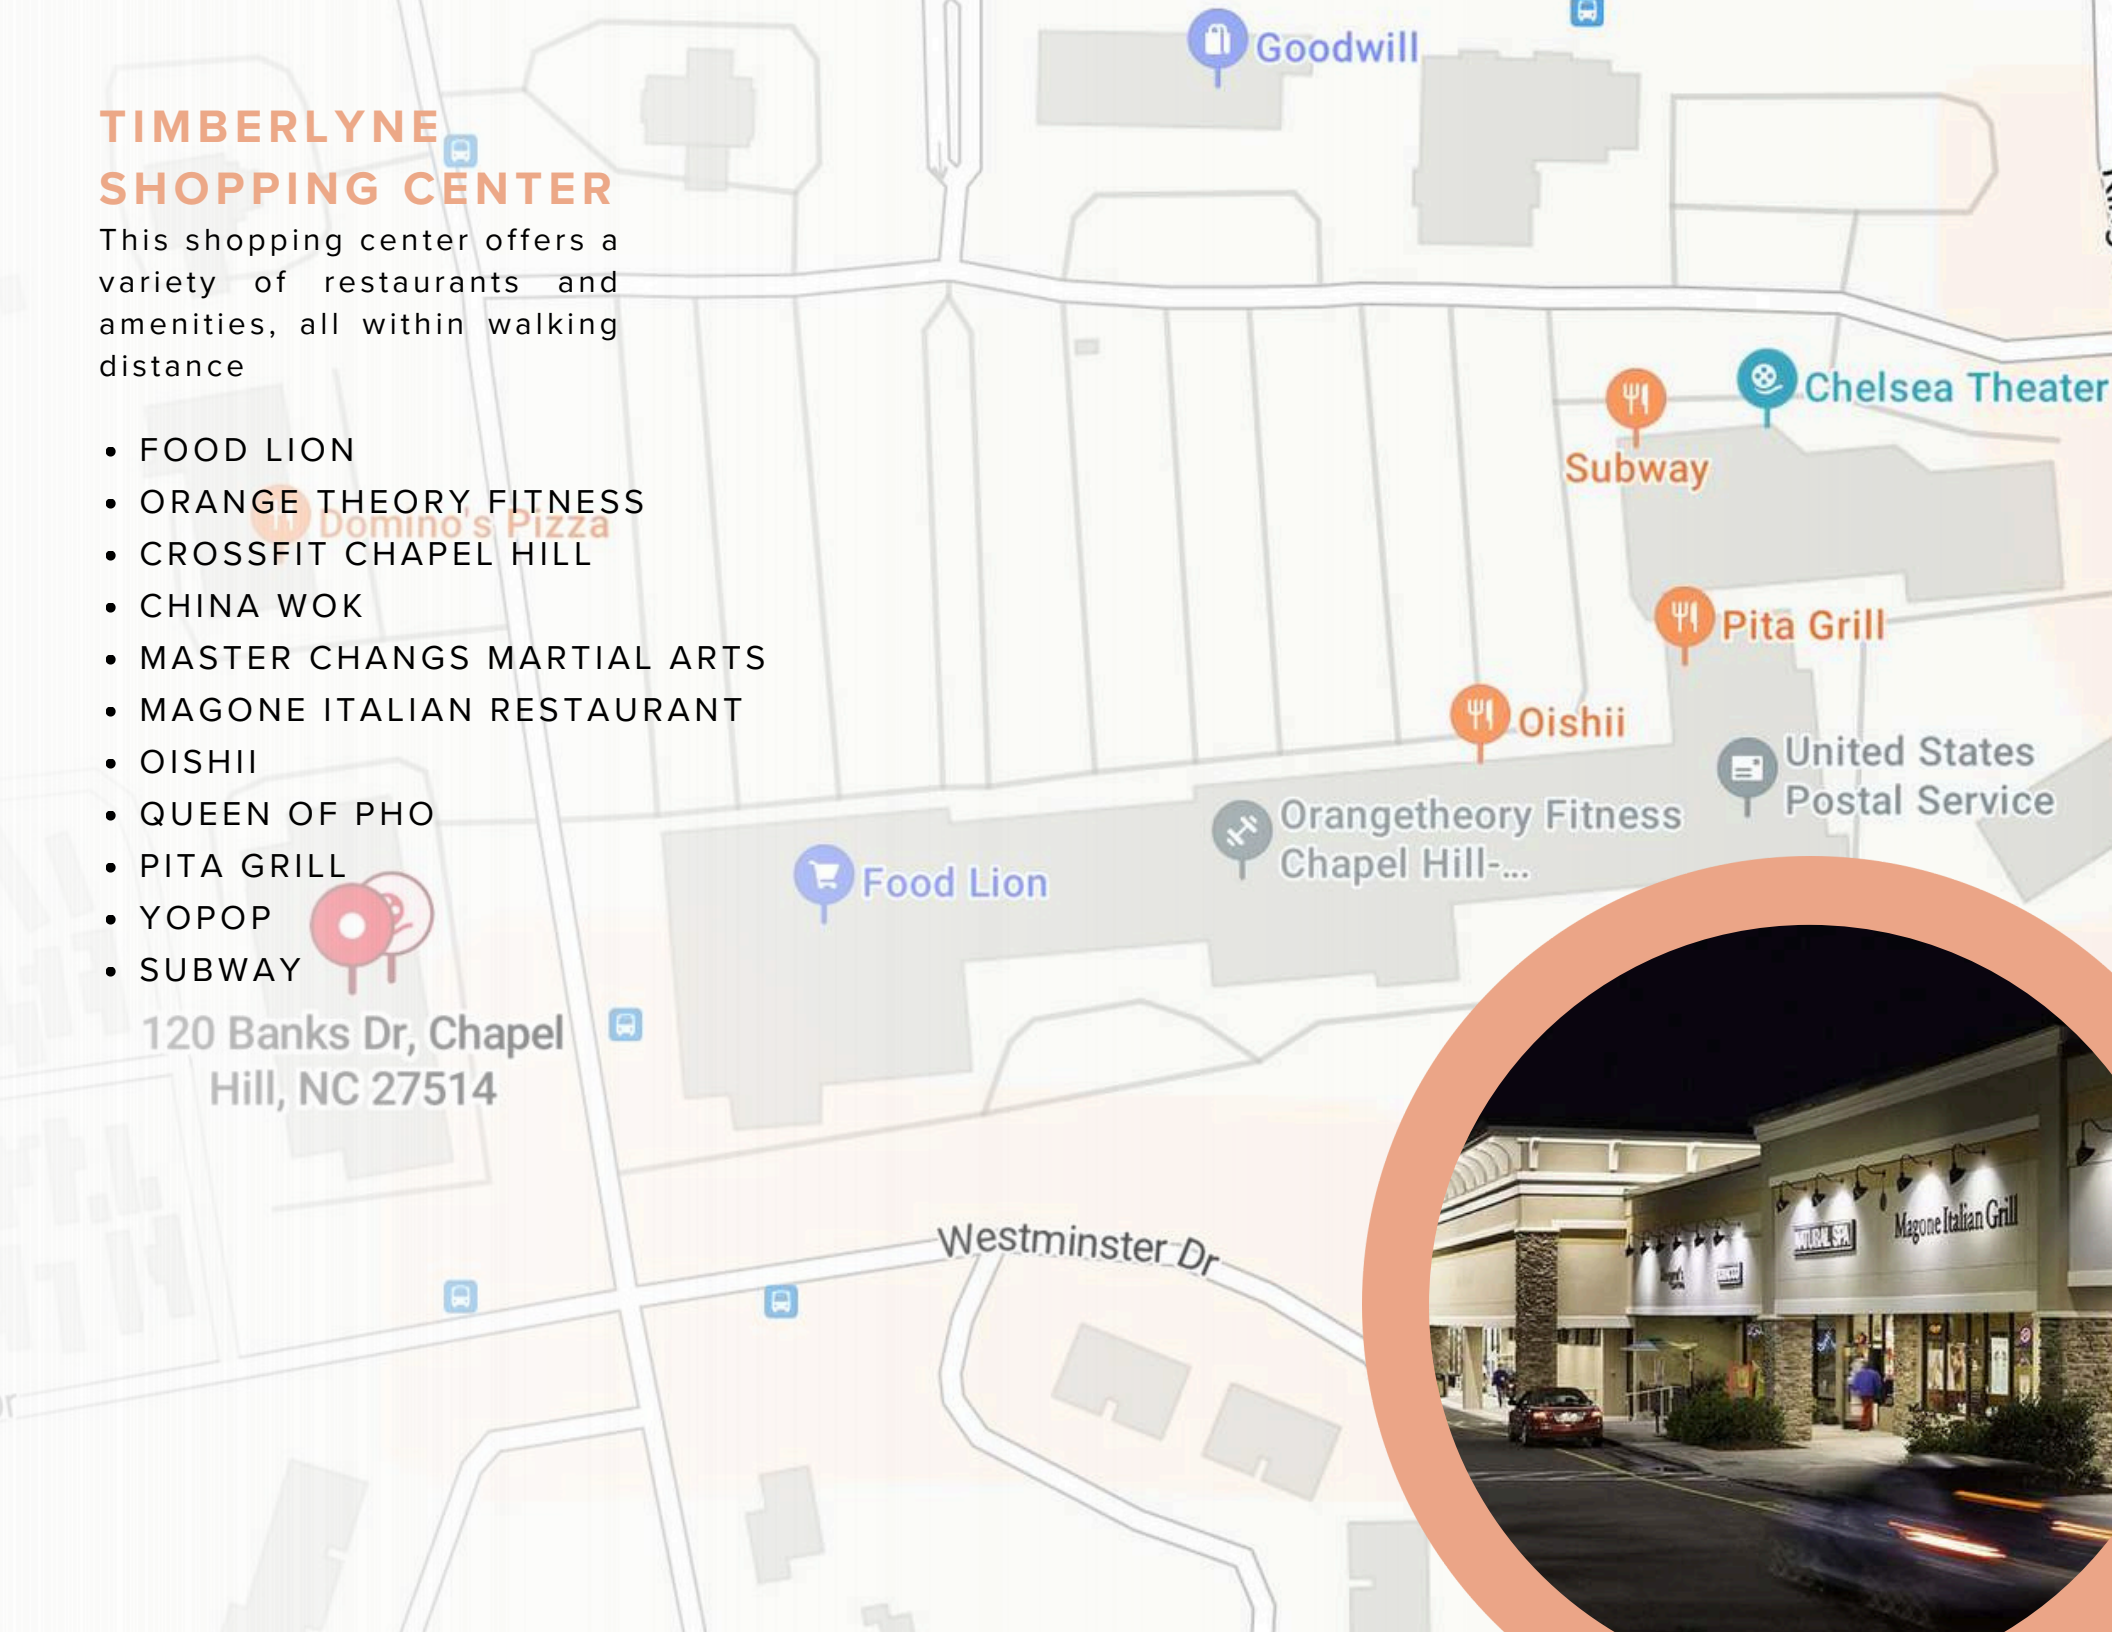 TIMBERLYNE
SHOPPING CENTER
This shopping center offers a
variety of restaurants and
amenities, all within walking
distance
• FOOD LION
• ORANGE THEORY FITNESS
• CROSSFIT CHAPEL HILL
• CHINA WOK
• MASTER CHANGS MARTIAL ARTS
• MAGONE ITALIAN RESTAURANT
• OISHII
• QUEEN OF PHO
• PITA GRILL
• YOPOP
• SUBWAY
Domino's Pizza
120 Banks Dr, Chapel
Hill, NC 27514
Goodwill
Chelsea Theater
Subway
Pita Grill
Oishii
United States
Postal Service
Orangetheory Fitness
Chapel Hill-...
Food Lion
Westminster Dr
NATURAL SPA
Magone Italian Grill